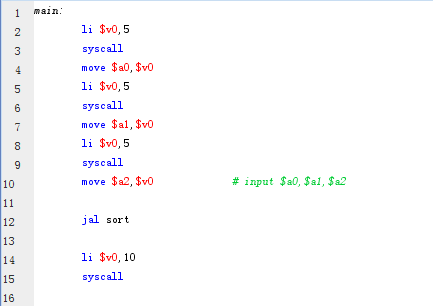 1 main:
2 li $v0,5
3 syscall
4 move $a0,$v0
5 li $v0,5
6 syscall
7 move $a1,$v0
8 li $v0,5
9 syscall
10 move $a2,$v0 # input $a0,$a1,$a2
11
12 jal sort
13
14 li $v0,10
15 syscall
16